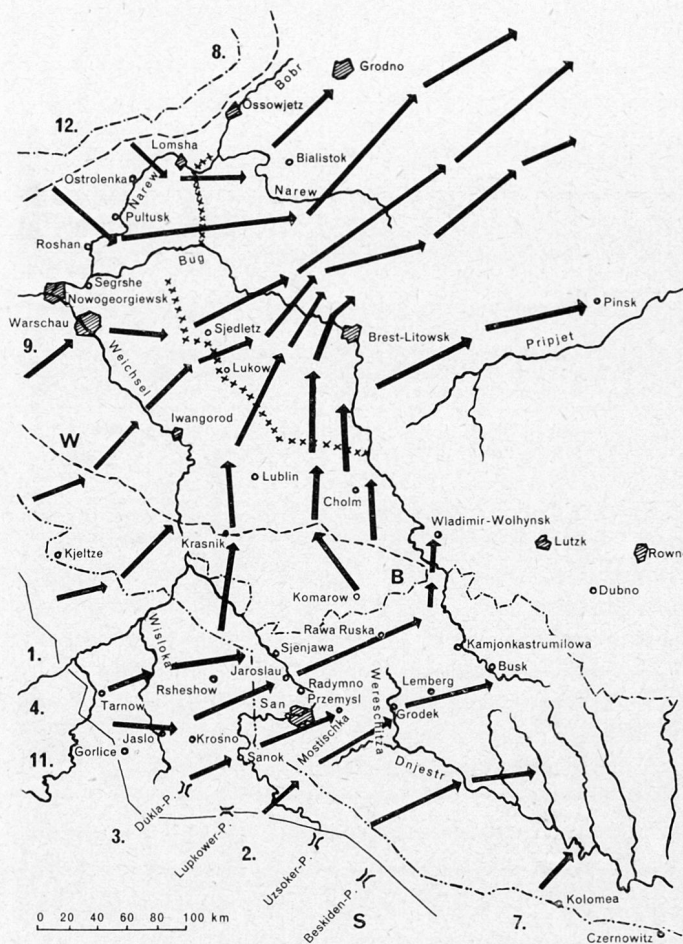 8.
Bobr
Grodno
Ossowjetz
12.
Lomsha
Bialistok
Ostrolenka
Narew
Narew
Pultusk
Roshan
Bug
Segrshe
Nowogeorgiewsk
Pinsk
Warschau
Sjedletz
Brest-Litowsk
Pripjet
9.
Weichsel
Lukow
Iwangorod
W
Lublin
Cholm
Wladimir-Wolhynsk
Krasnik
Lutzk
Rown
Kjeltze
B
Dubno
Komarow
Rawa Ruska
1.
Wisloka
Sjenjawa
Kamjonkastrumilowa
Busk
Jaroslau
Rsheshow
Radymno
Wereschitza
Lemberg
4.
Tarnow
San
Przemysl
Grodek
Jaslo
Krosno
Mostischka
11.
Gorlice
Sanok
Dnjestr
Dukla-P.
3.
Lupkower-P.
2.
Uzsoker-P.
Beskiden-P.
S
7.
Kolomea
Czernowitz
0 20 40 60 80 100 km